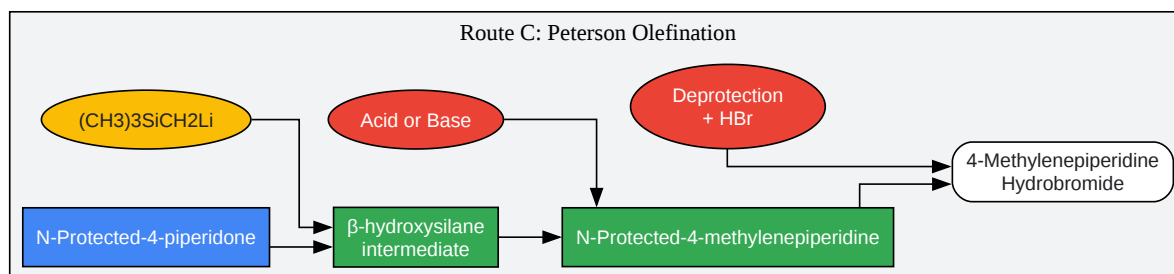 Route C: Peterson Olefination
(CH3)3SiCH2Li
Acid or Base
Deprotection
+ HBr
4-Methylenepiperidine
Hydrobromide
N-Protected-4-piperidone
β-hydroxysilane
intermediate
N-Protected-4-methylenepiperidine